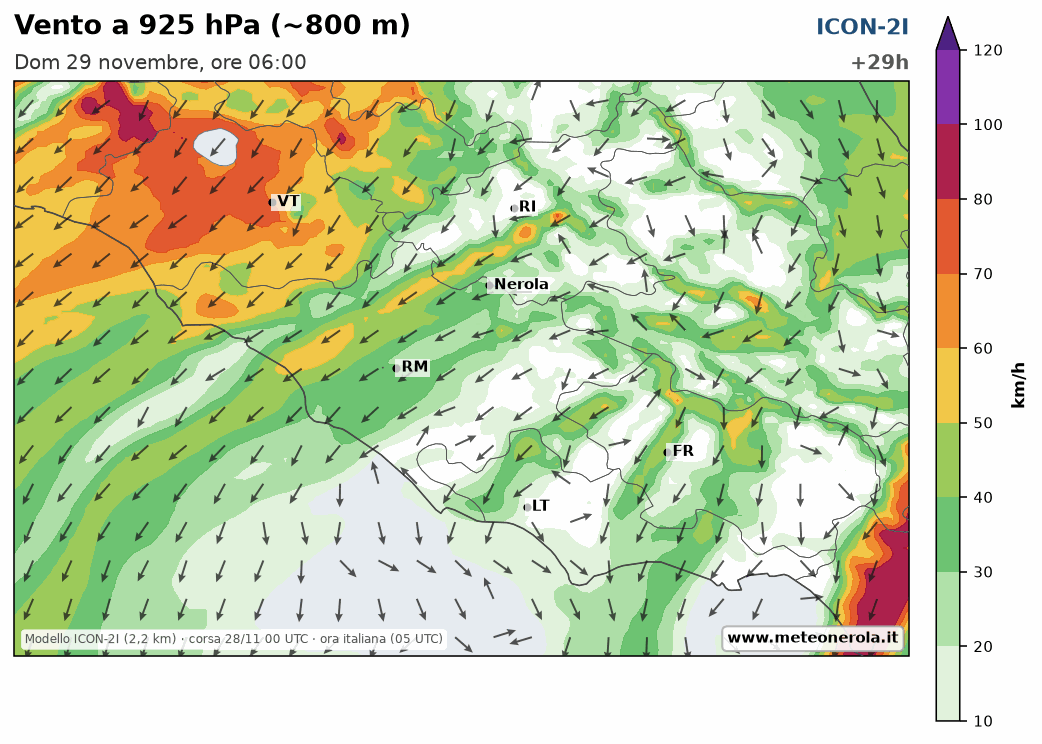 Vento a 925 hPa (~800 m)
ICON-2I
Dom 29 novembre, ore 06:00
+29h
VT
RI
Nerola
RM
FR
LT
Modello ICON-2I (2,2 km) · corsa 28/11 00 UTC · ora italiana (05 UTC)
www.meteonerola.it
120
100
80
70
60
50
40
30
20
10
km/h